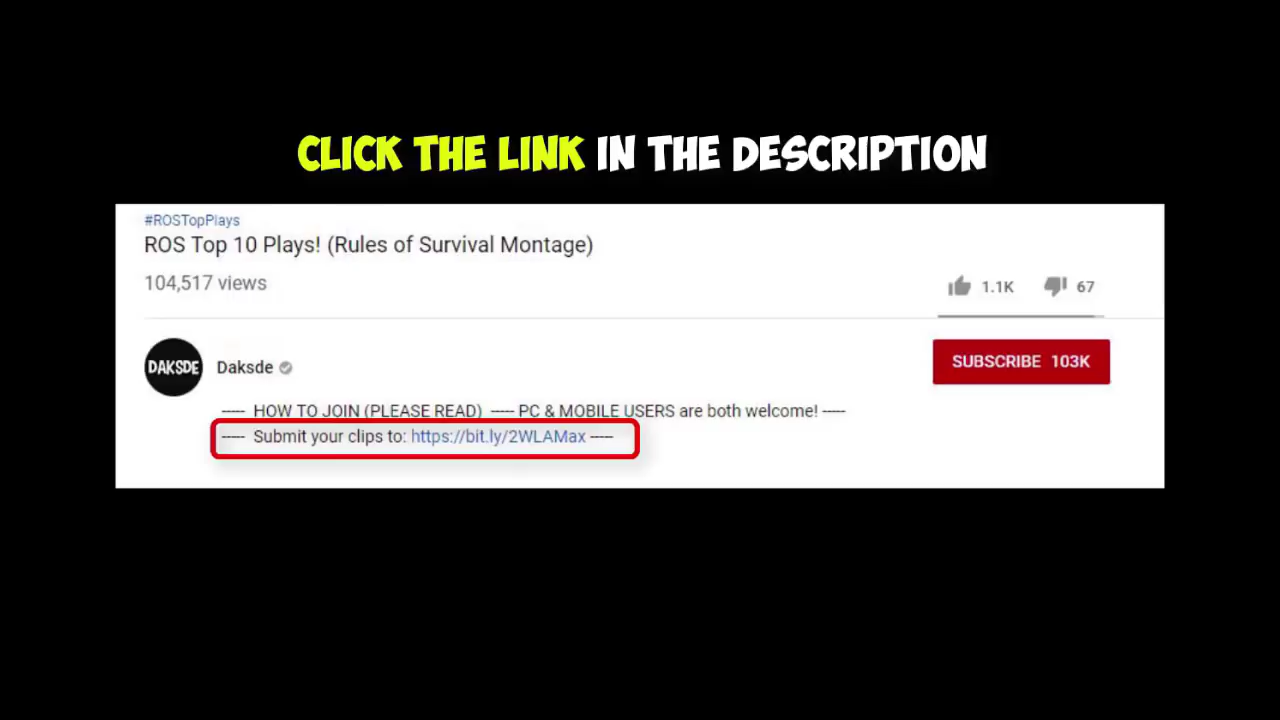 CLICK THE LINK IN THE DESCRIPTION
#ROSTopPlays
ROS Top 10 Plays! (Rules of Survival Montage)
104,517 views
1.1K 67
DAKSDE
Daksde
SUBSCRIBE 103K
----- HOW TO JOIN (PLEASE READ) ----- PC & MOBILE USERS are both welcome! -----
----- Submit your clips to: https://bit.ly/2WLAMax -----